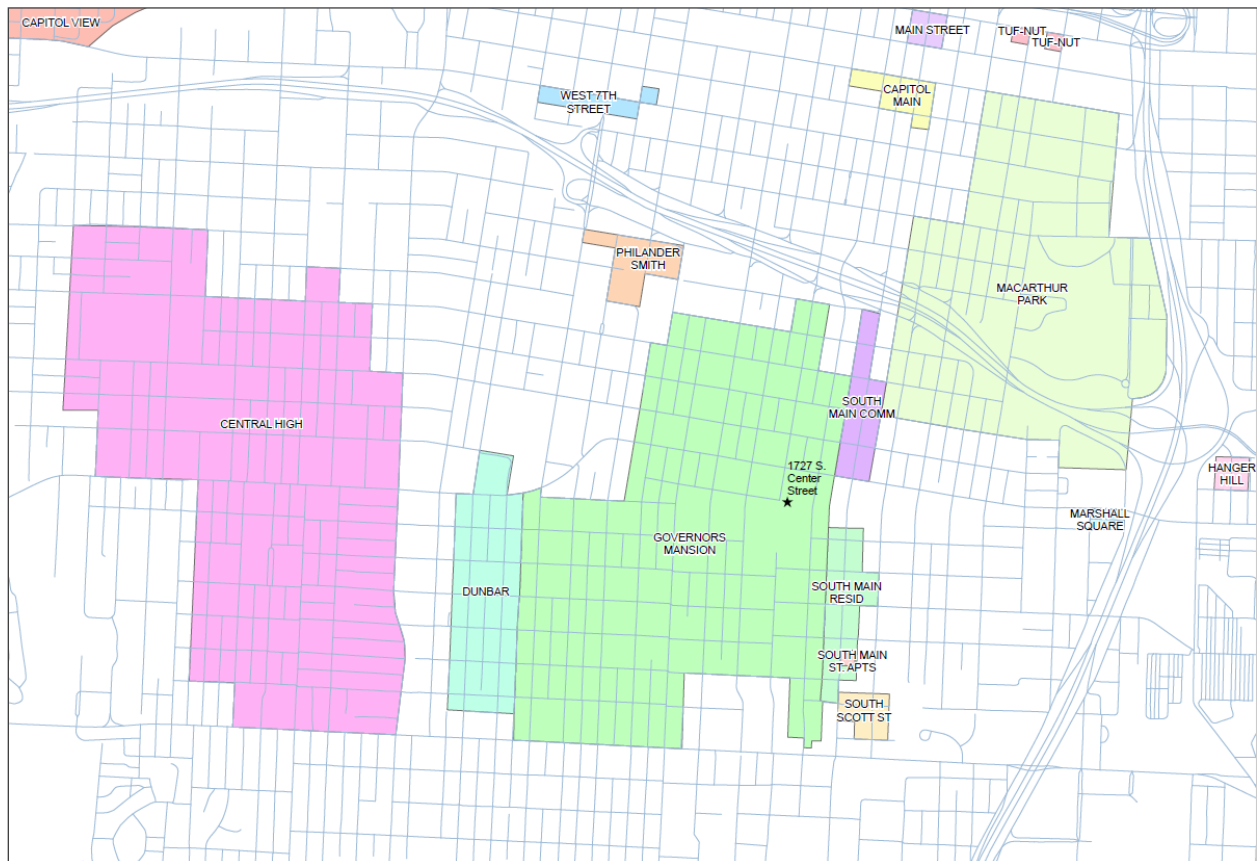 CAPITOL VIEW
MAIN STREET
TUF-NUT
TUF-NUT
WEST 7TH
STREET
CAPITOL
MAIN
PHILANDER
SMITH
MACARTHUR
PARK
SOUTH
MAIN COMM
CENTRAL HIGH
1727 S.
Center
Street
HANGER
HILL
MARSHALL
SQUARE
GOVERNORS
MANSION
DUNBAR
SOUTH MAIN
RESID
SOUTH MAIN
ST. APTS
SOUTH
SCOTT ST